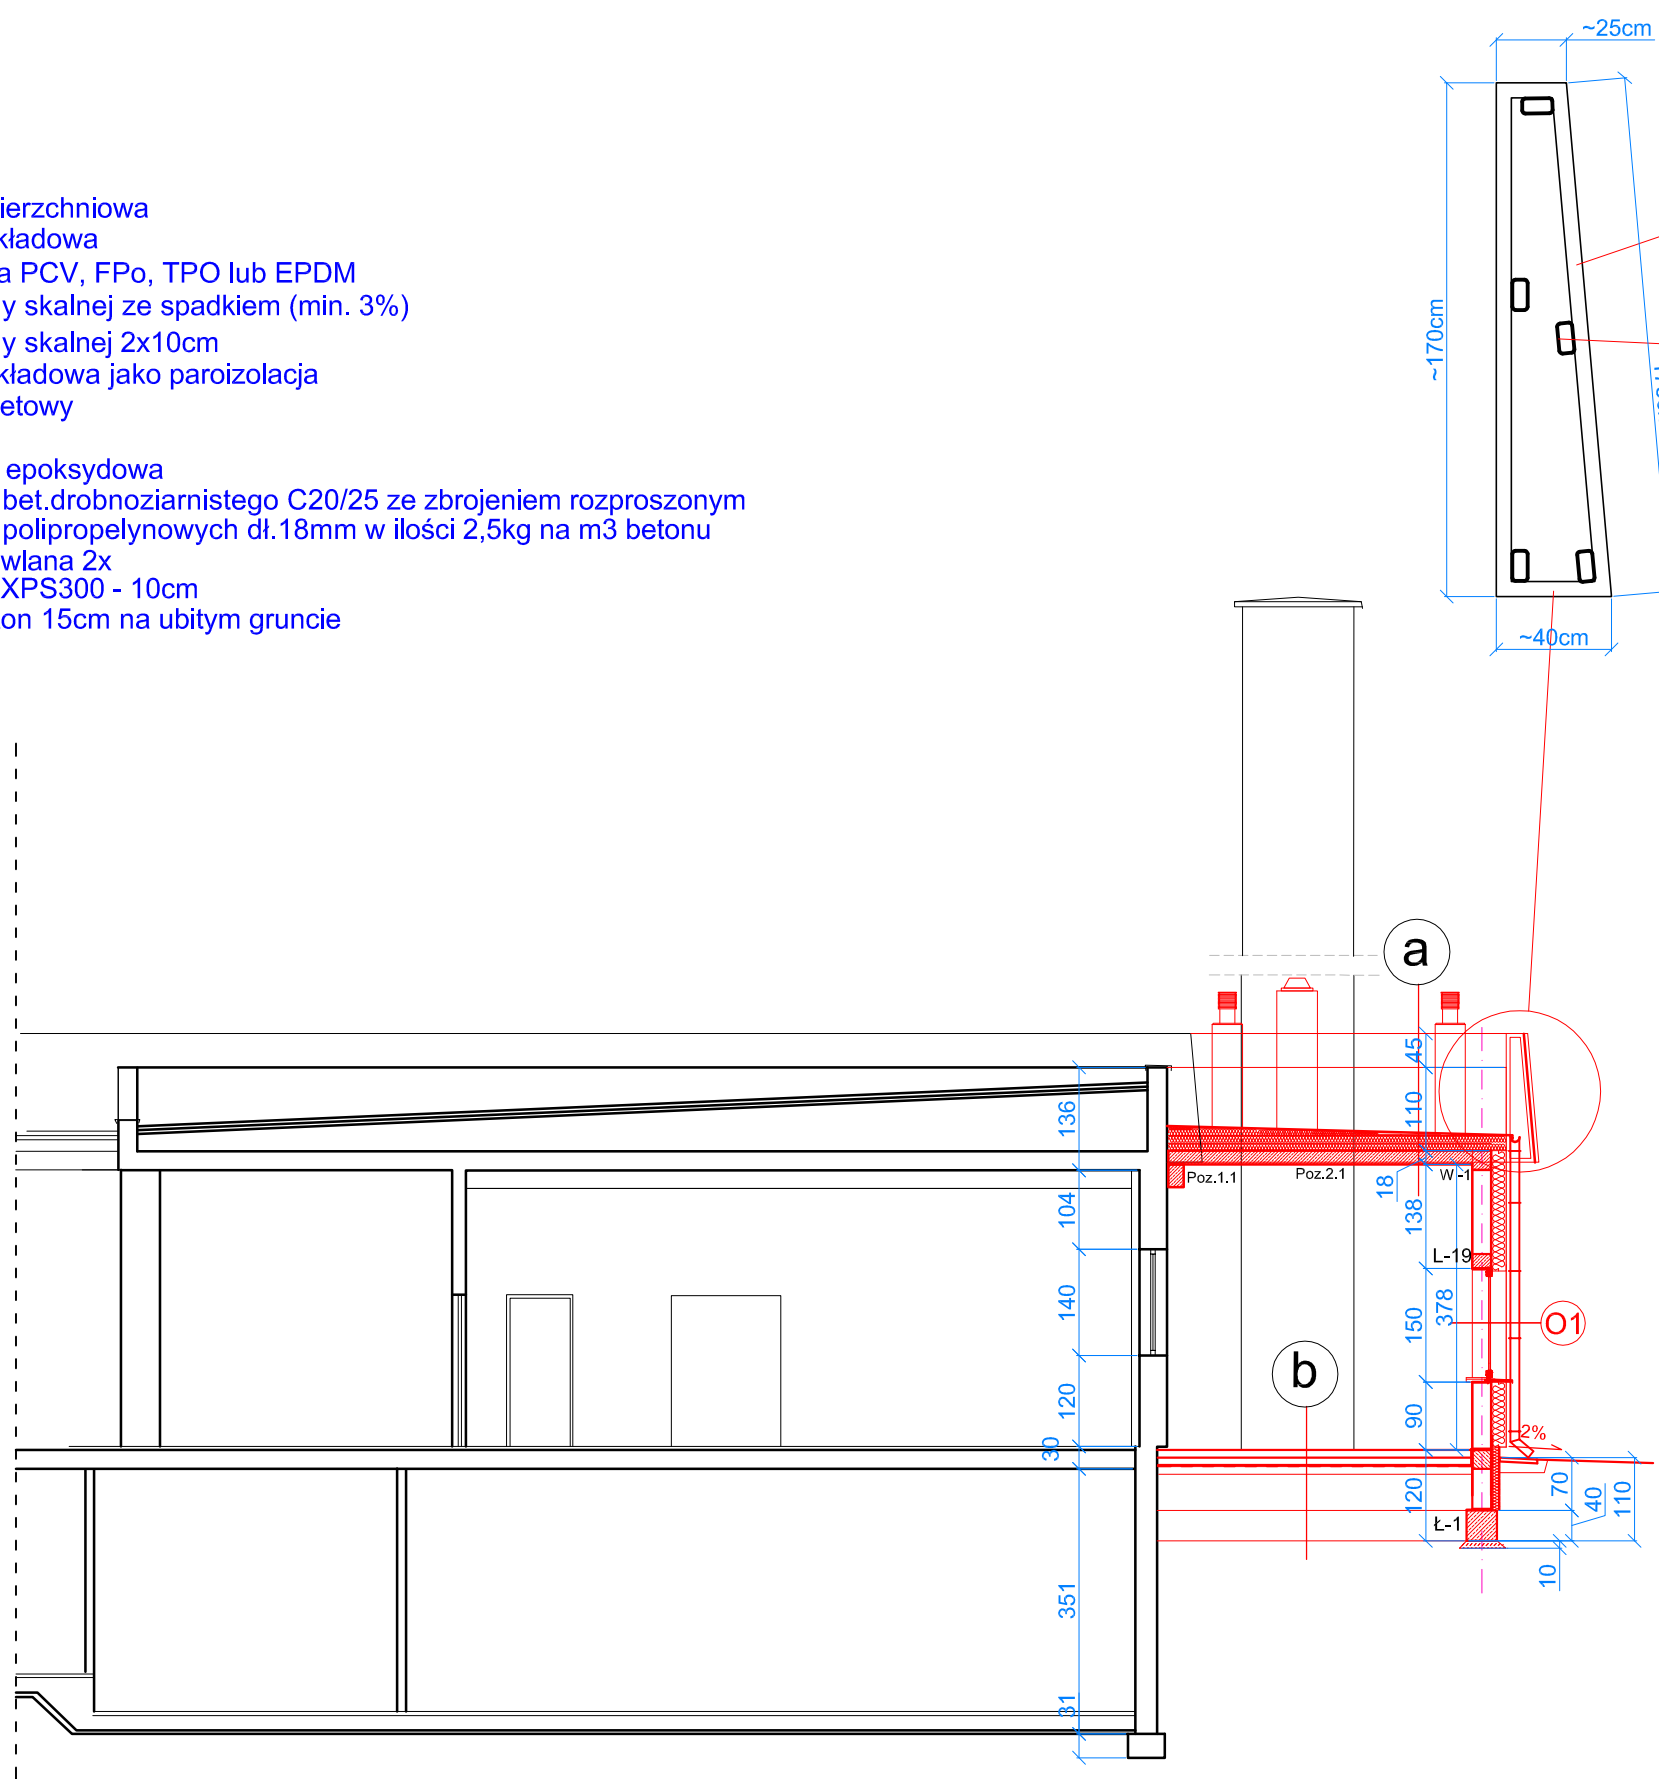 ~25cm
~170cm
~40cm
ierzchniowa
kładowa
a PCV, FPo, TPO lub EPDM
y skalnej ze spadkiem (min. 3%)
y skalnej 2x10cm
kładowa jako paroizolacja
etowy
epoksydowa
bet.drobnoziarnistego C20/25 ze zbrojeniem rozproszonym
polipropelynowych dł.18mm w ilości 2,5kg na m3 betonu
wlana 2x
XPS300 - 10cm
on 15cm na ubitym gruncie
a
45
110
136
Poz.1.1
Poz.2.1
W-1
18
138
104
L-19
140
150
378
O1
b
120
90
2%
30
120
70
40
110
Ł-1
10
351
31